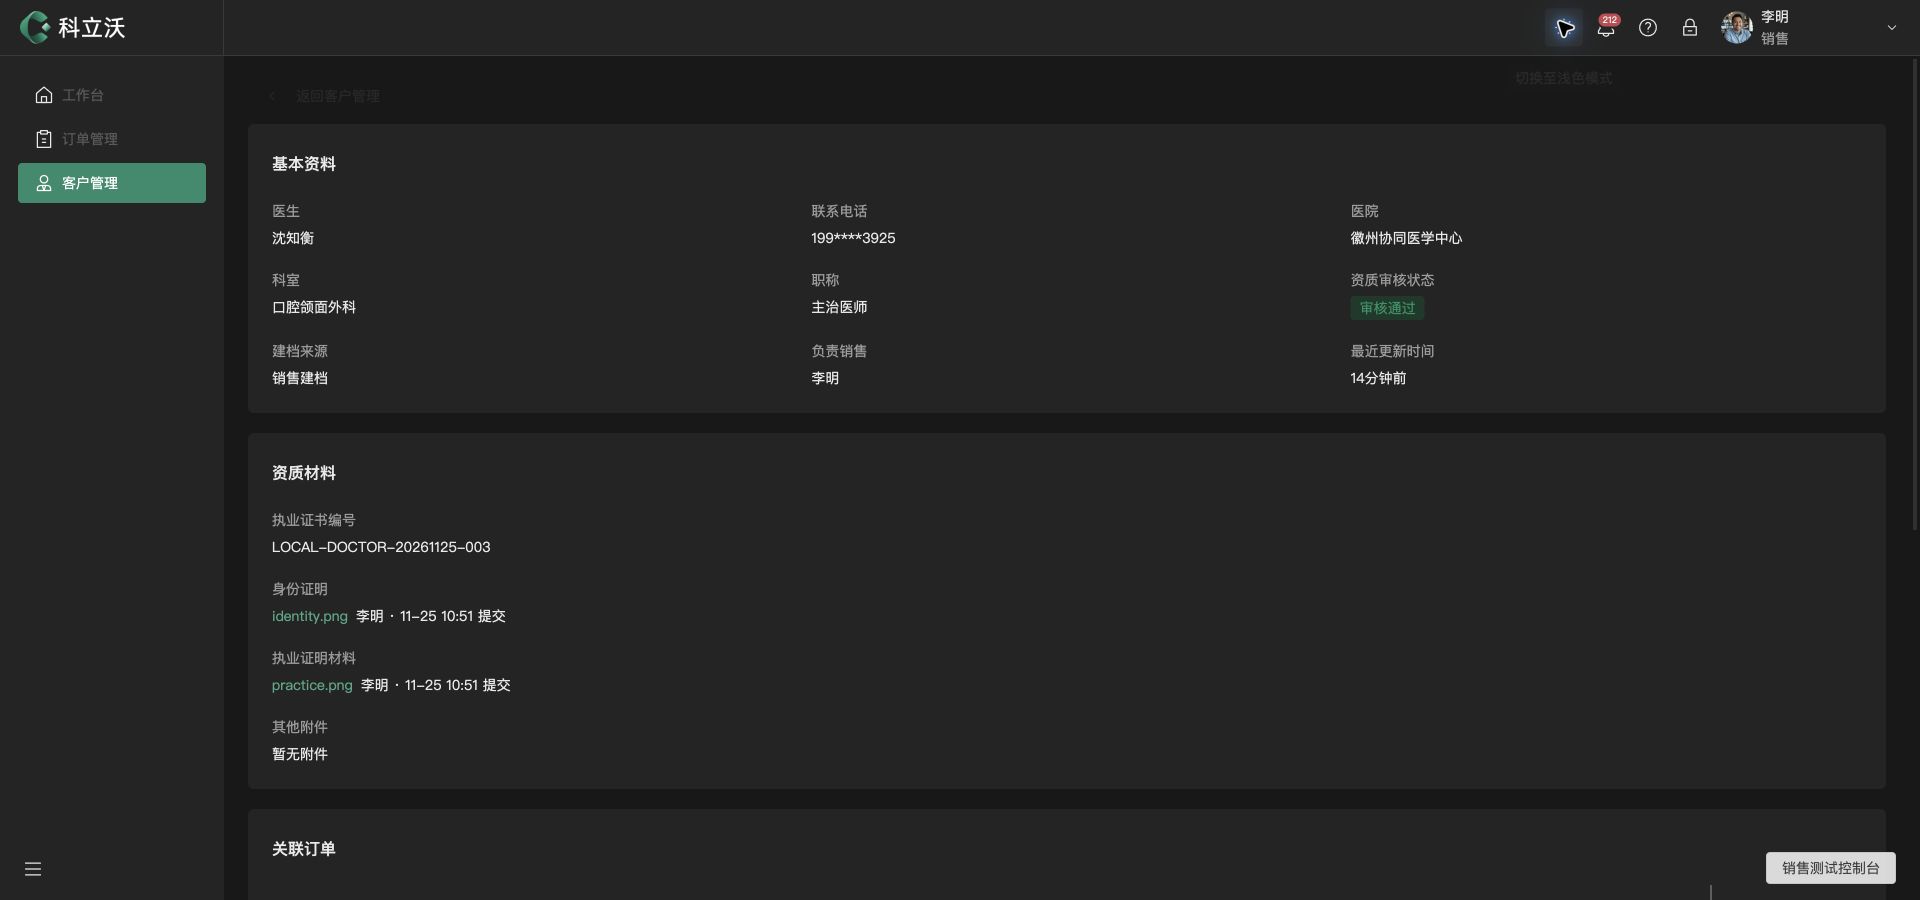 科立沃
212
李明
销售
切换至浅色模式
工作台
订单管理
客户管理
返回客户管理
基本资料
医生
联系电话
医院
沈知衡
199****3925
徽州协同医学中心
科室
职称
资质审核状态
口腔颌面外科
主治医师
审核通过
建档来源
负责销售
最近更新时间
销售建档
李明
14分钟前
资质材料
执业证书编号
LOCAL-DOCTOR-20261125-003
身份证明
identity.png 李明 · 11-25 10:51 提交
执业证明材料
practice.png 李明 · 11-25 10:51 提交
其他附件
暂无附件
关联订单
销售测试控制台